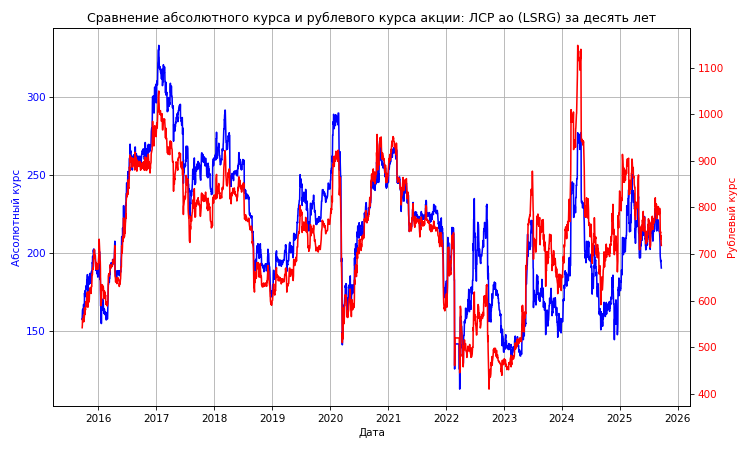 Сравнение абсолютного курса и рублевого курса акции: ЛСР ао (LSRG) за десять лет
Абсолютный курс
300
250
200
150
Рублевый курс
1100
1000
900
800
700
600
500
400
2016 2017 2018 2019 2020 2021 2022 2023 2024 2025 2026
Дата